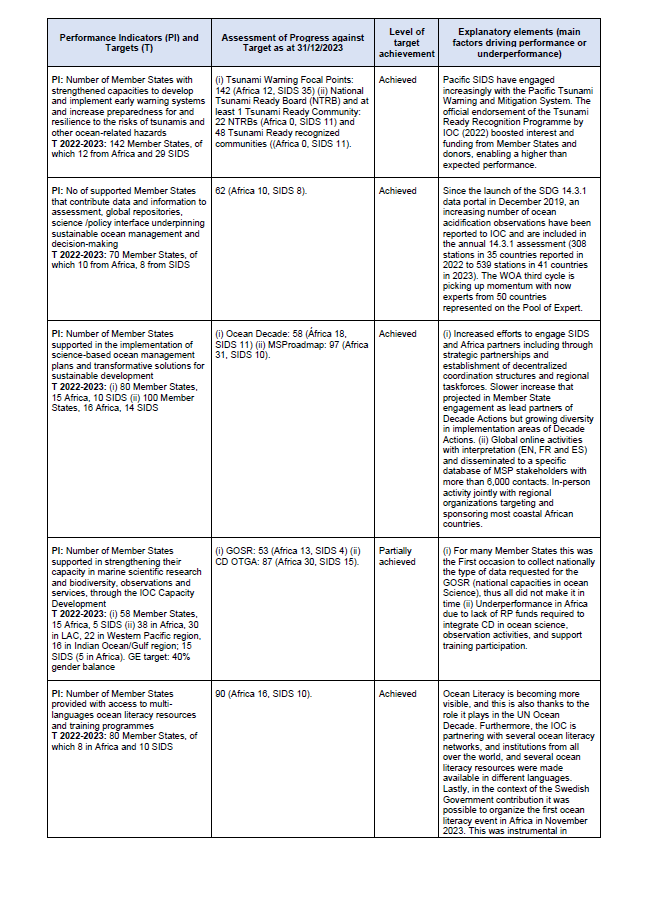 Performance Indicators (PI) and
Targets (T)
Assessment of Progress against
Target as at 31/12/2023
Level of
target
achievement
Explanatory elements (main
factors driving performance or
underperformance)
PI: Number of Member States with
strengthened capacities to develop
and implement early warning systems
and increase preparedness for and
resilience to the risks of tsunamis and
other ocean-related hazards
T 2022-2023: 142 Member States, of
which 12 from Africa and 29 SIDS
(i) Tsunami Warning Focal Points:
142 (Africa 12, SIDS 35) (ii) National
Tsunami Ready Board (NTRB) and at
least 1 Tsunami Ready Community:
22 NTRBs (Africa 0, SIDS 11) and
48 Tsunami Ready recognized
communities ((Africa 0, SIDS 11).
Achieved
Pacific SIDS have engaged
increasingly with the Pacific Tsunami
Warning and Mitigation System. The
official endorsement of the Tsunami
Ready Recognition Programme by
IOC (2022) boosted interest and
funding from Member States and
donors, enabling a higher than
expected performance.
PI: No of supported Member States
that contribute data and information to
assessment, global repositories,
science /policy interface underpinning
sustainable ocean management and
decision-making
T 2022-2023: 70 Member States, of
which 10 from Africa, 8 from SIDS
62 (Africa 10, SIDS 8).
Achieved
Since the launch of the SDG 14.3.1
data portal in December 2019, an
increasing number of ocean
acidification observations have been
reported to IOC and are included in
the annual 14.3.1 assessment (308
stations in 35 countries reported in
2022 to 539 stations in 41 countries
in 2023). The WOA third cycle is
picking up momentum with now
experts from 50 countries
represented on the Pool of Expert.
PI: Number of Member States
supported in the implementation of
science-based ocean management
plans and transformative solutions for
sustainable development
T 2022-2023: (i) 80 Member States,
15 Africa, 10 SIDS (ii) 100 Member
States, 16 Africa, 14 SIDS
(i) Ocean Decade: 58 (Africa 18,
SIDS 11) (ii) MSProadmap: 97 (Africa
31, SIDS 10).
Achieved
(i) Increased efforts to engage SIDS
and Africa partners including through
strategic partnerships and
establishment of decentralized
coordination structures and regional
taskforces.
Slower increase that
projected in Member State
engagement as lead partners of
Decade Actions but growing diversity
in implementation areas of Decade
Actions. (ii) Global online activities
with interpretation (EN, FR and ES)
and disseminated to a specific
database of MSP stakeholders with
more than 6,000 contacts. In-person
activity jointly with regional
organizations targeting and
sponsoring most coastal African
countries.
PI: Number of Member States
supported in strengthening their
capacity in marine scientific research
and biodiversity, observations and
services, through the IOC Capacity
Development
T 2022-2023: (i) 58 Member States,
15 Africa, 5 SIDS (ii) 38 in Africa, 30
in LAC, 22 in Western Pacific region,
16 in Indian Ocean/Gulf region; 15
SIDS (5 in Africa). GE target: 40%
gender balance
(i) GOSR: 53 (Africa 13, SIDS 4) (ii)
CD OTGA: 87 (Africa 30, SIDS 15).
Partially
achieved
(i) For many Member States this was
the First occasion to collect nationally
the type of data requested for the
GOSR (national capacities in ocean
Science), thus all did not make it in
time (ii) Underperformance in Africa
due to lack of RP funds required to
integrate CD in ocean science,
observation activities, and support
training participation.
PI: Number of Member States
provided with access to multi-
languages ocean literacy resources
and training programmes
T 2022-2023: 80 Member States, of
which 8 in Africa and 10 SIDS
90 (Africa 16, SIDS 10).
Achieved
Ocean Literacy is becoming more
visible, and this is also thanks to the
role it plays in the UN Ocean
Decade. Furthermore, the IOC is
partnering with several ocean literacy
networks, and institutions from all
over the world, and several ocean
literacy resources were made
available in different languages.
Lastly, in the context of the Swedish
Government contribution it was
possible to organize the first ocean
literacy event in Africa in November
2023. This was instrumental in